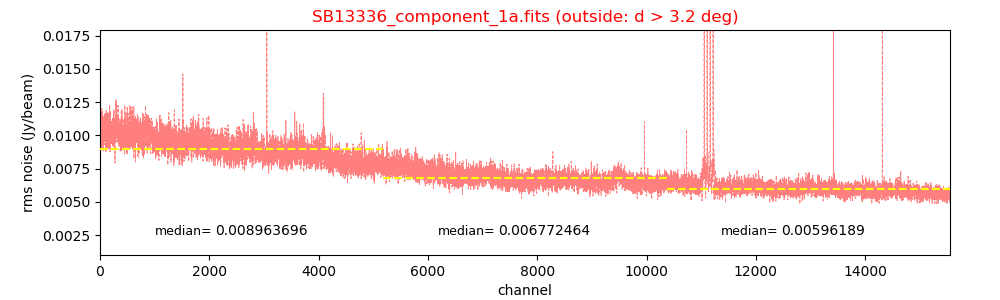 SB13336_component_1a.fits (outside: d > 3.2 deg)
rms noise (Jy/beam)
0.0175
0.0150
0.0125
0.0100
0.0075
0.0050
0.0025
median= 0.008963696 median= 0.006772464 median= 0.00596189
0 2000 4000 6000 8000 10000 12000 14000
channel